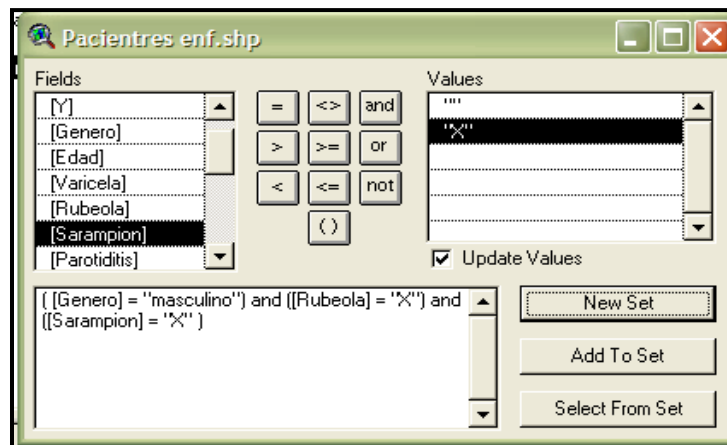 Pacientres enf.shp
Fields
Values
[Y]
[Genero]
[Edad]
[Varicela]
[Rubeola]
[Sarampion]
[Parotiditis]
= <> and
> >= or
< <= not
()
""
"X"
Update Values
( [Genero] = "masculino") and ([Rubeola] = "X") and
([Sarampion] = "X" )
New Set
Add To Set
Select From Set